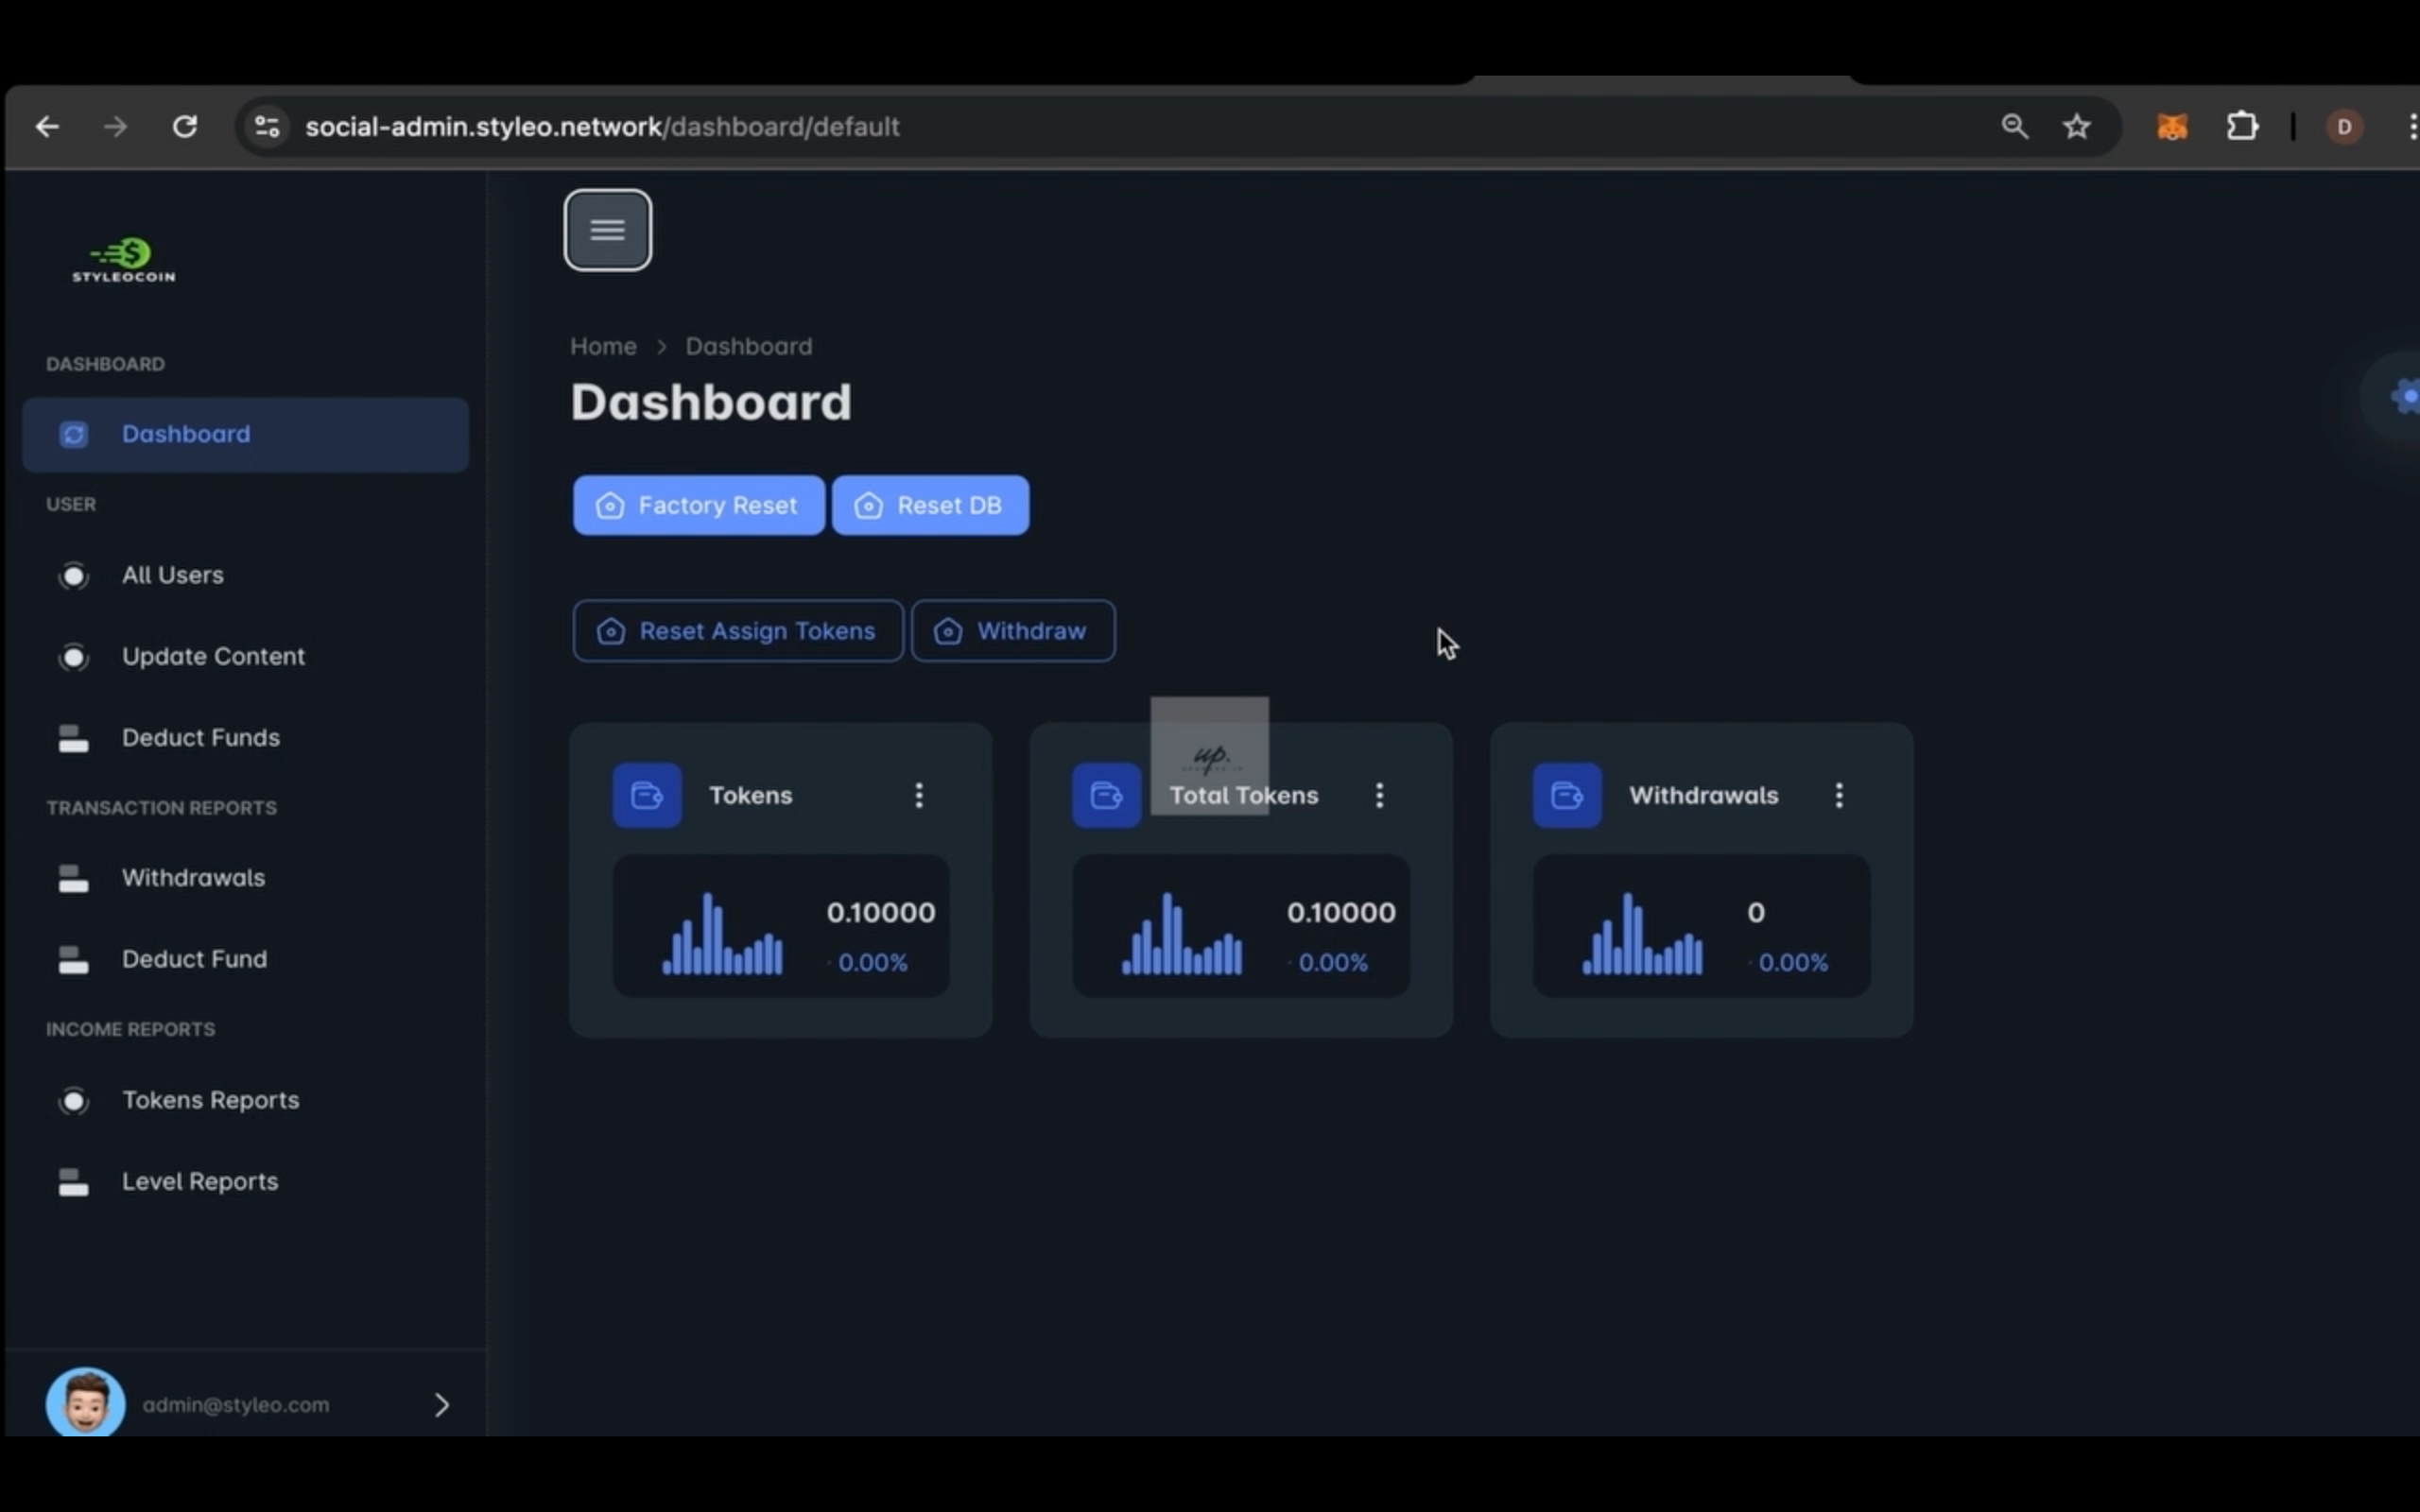 social-admin.styleo.network/dashboard/default
D
STYLEOCOIN
DASHBOARD
Dashboard
USER
All Users
Update Content
Deduct Funds
TRANSACTION REPORTS
Withdrawals
Deduct Fund
INCOME REPORTS
Tokens Reports
Level Reports
admin@styleo.com
Home > Dashboard
Dashboard
Factory Reset
Reset DB
Reset Assign Tokens
Withdraw
up.
Tokens
0.10000
0.00%
Total Tokens
0.10000
0.00%
Withdrawals
0
0.00%